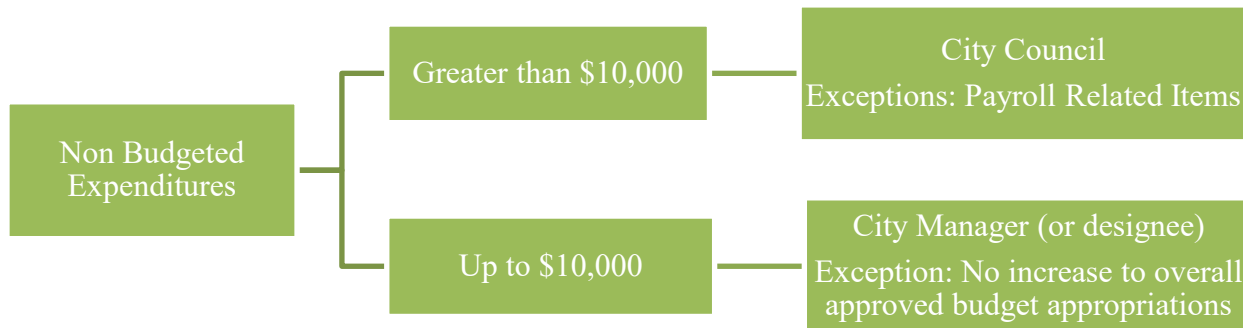 Non Budgeted
Expenditures
Greater than $10,000
City Council
Exceptions: Payroll Related Items
Up to $10,000
City Manager (or designee)
Exception: No increase to overall
approved budget appropriations